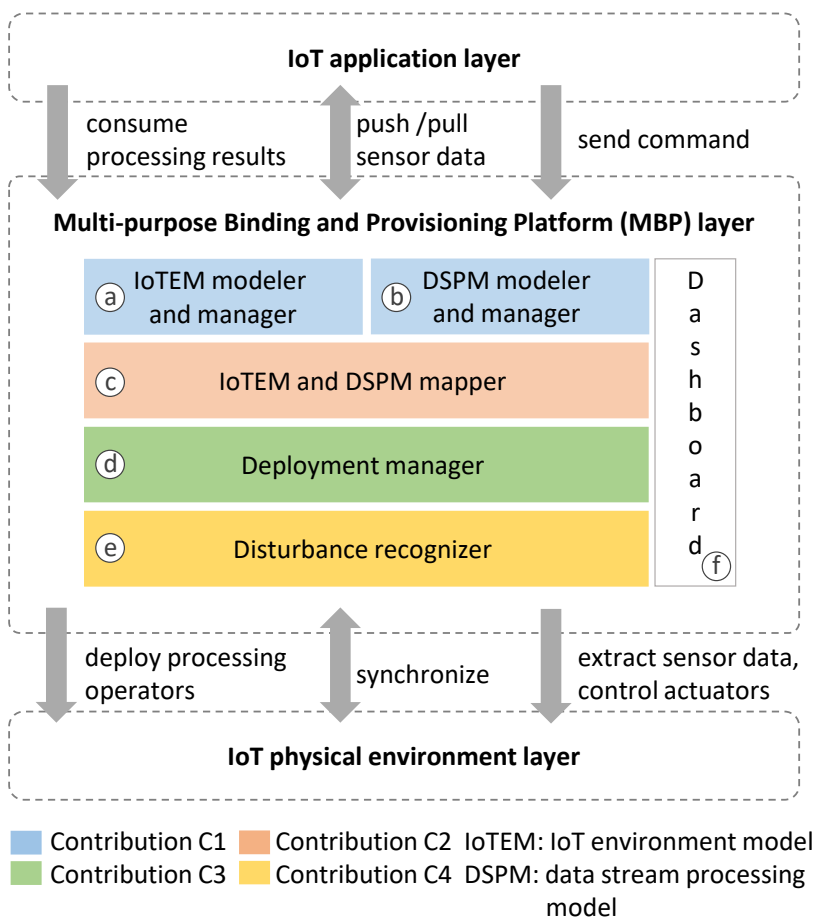 IoT application layer
consume
processing results
push /pull
sensor data
send command
Multi-purpose Binding and Provisioning Platform (MBP) layer
a
IoTEM modeler
and manager
b
DSPM modeler
and manager
c
IoTEM and DSPM mapper
d
Deployment manager
e
Disturbance recognizer
D
a
s
h
b
o
a
r
d
f
deploy processing
operators
synchronize
extract sensor data,
control actuators
IoT physical environment layer
Contribution C1
Contribution C2
IoTEM: IoT environment model
Contribution C3
Contribution C4
DSPM: data stream processing
model